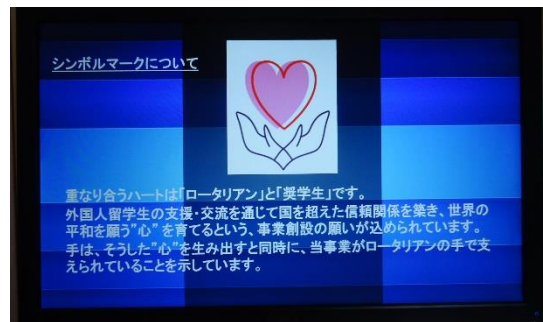 シンボルマークについて
重なり合うハートは「ロータリアン」と「奨学生」です。
外国人留学生の支援・交流を通じて国を超えた信頼関係を築き、世界の
平和を願う”心”を育てるという、事業創設の願いが込められています。
手は、そうした”心”を生み出すと同時に、当事業がロータリアンの手で支
えられていることを示しています。